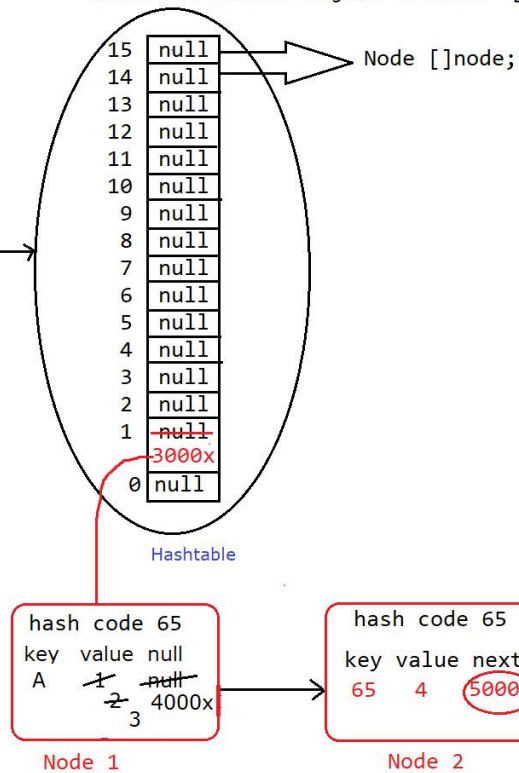 15 null
Node []node;
14 null
13 null
12 null
11 null
10 null
9 null
8 null
7 null
6 null
5 null
4 null
3 null
2 null
1 null
3000x
0 null
Hashtable
hash code 65
key value null
A 1 null
2 4000x
3
Node 1
hash code 65
key value next
65 4 5000
Node 2